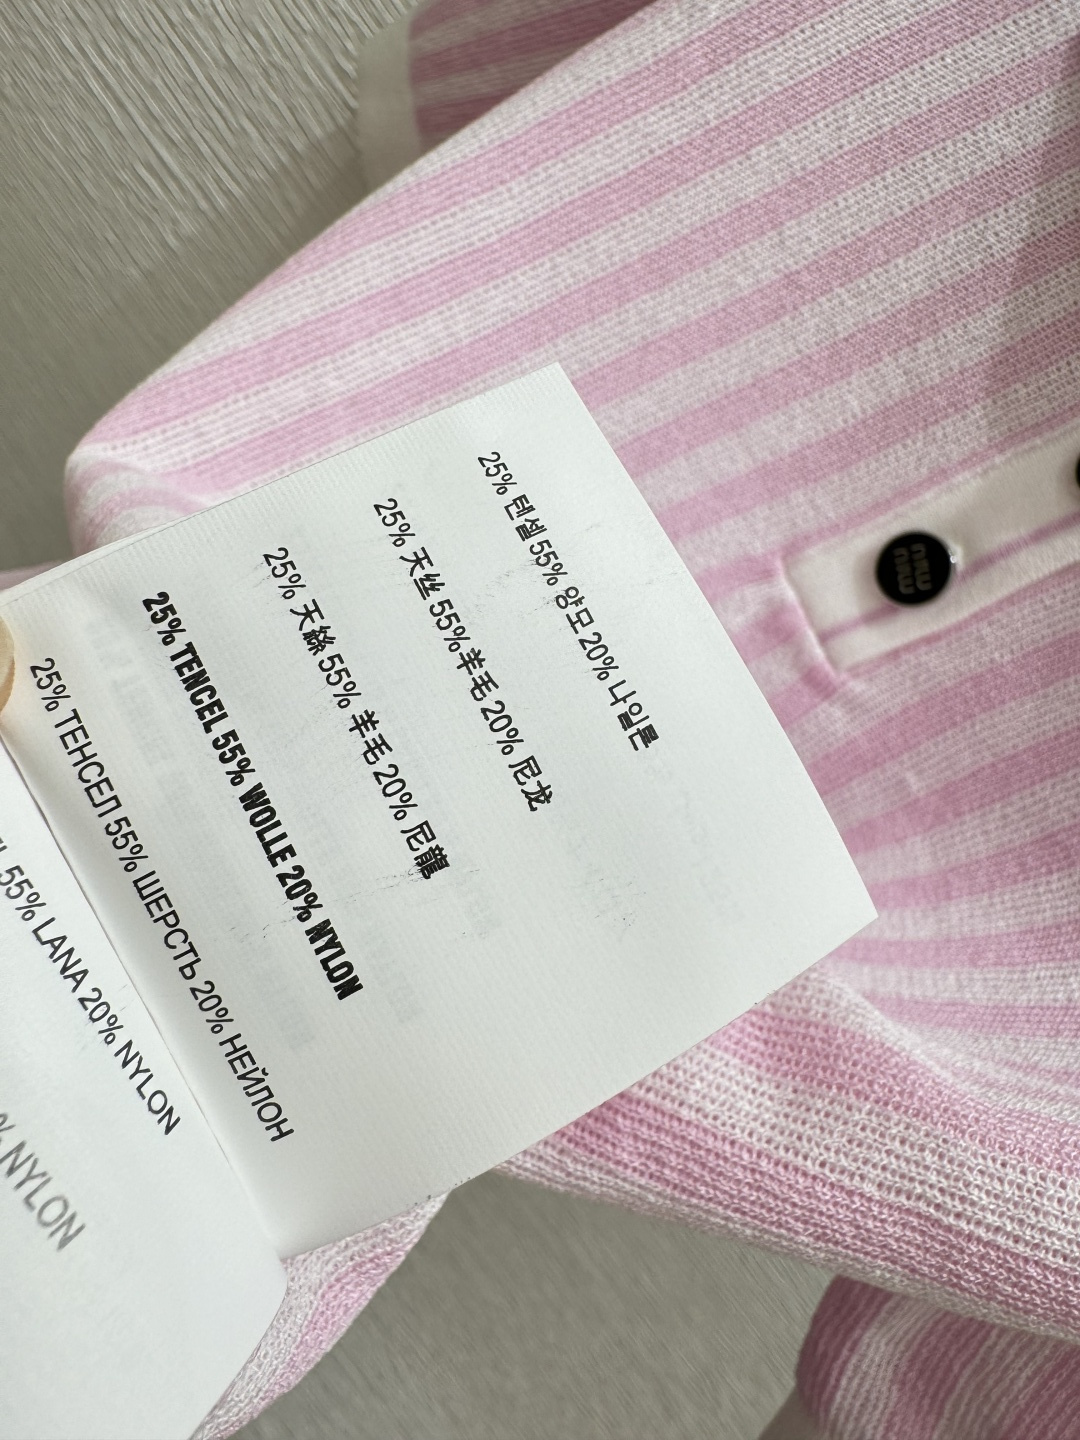 25% 텐셀 55% 양모 20% 나일론
25% 天丝 55%羊毛 20% 尼龙
25% 天絲 55% 羊毛 20% 尼龍
25% TENCEL 55% WOLLE 20% NYLON
25% ТЕНСЕЛ 55% ШЕРСТЬ 20% НЕЙЛОН
55% LANA 20% NYLON
% NYLON
miu
miu